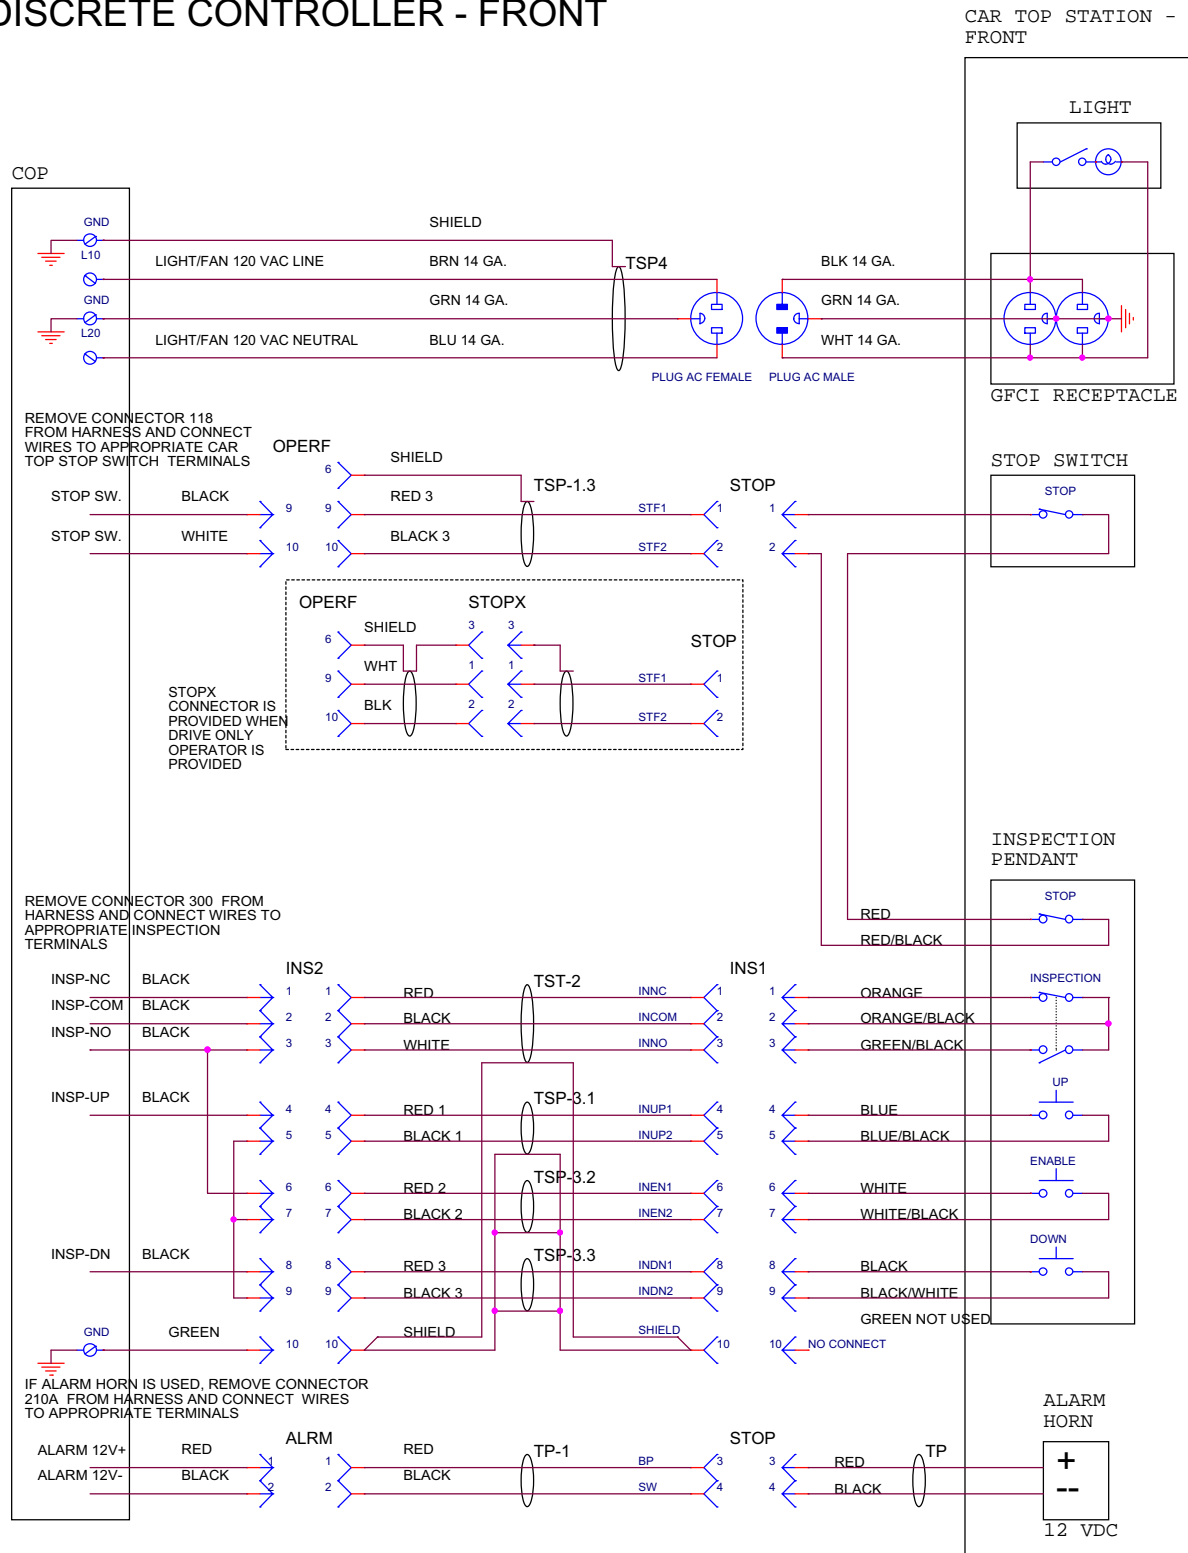 DISCRETE CONTROLLER - FRONT
CAR TOP STATION -
FRONT
LIGHT
COP
GND
SHIELD
L10
LIGHT/FAN 120 VAC LINE
BRN 14 GA.
TSP4
BLK 14 GA.
GND
GRN 14 GA.
GRN 14 GA.
L20
LIGHT/FAN 120 VAC NEUTRAL
BLU 14 GA.
WHT 14 GA.
PLUG AC FEMALE
PLUG AC MALE
GFCI RECEPTACLE
REMOVE CONNECTOR 118
FROM HARNESS AND CONNECT
WIRES TO APPROPRIATE CAR
TOP STOP SWITCH TERMINALS
OPERF
6
SHIELD
TSP-1.3
STOP
STOP SWITCH
STOP
STOP SW.
BLACK
9
9
RED 3
STF1
1
1
STOP SW.
WHITE
10
10
BLACK 3
STF2
2
2
OPERF
STOPX
STOP
6
SHIELD
3
3
9
WHT
1
1
STF1
1
10
BLK
2
2
STF2
2
STOPX
CONNECTOR IS
PROVIDED WHEN
DRIVE ONLY
OPERATOR IS
PROVIDED
INSPECTION
PENDANT
STOP
RED
RED/BLACK
REMOVE CONNECTOR 300 FROM
HARNESS AND CONNECT WIRES TO
APPROPRIATE INSPECTION
TERMINALS
INS2
TST-2
INS1
INSPECTION
INSP-NC
BLACK
1
1
RED
INNC
1
1
ORANGE
INSP-COM
BLACK
2
2
BLACK
INCOM
2
2
ORANGE/BLACK
INSP-NO
BLACK
3
3
WHITE
INNO
3
3
GREEN/BLACK
TSP-3.1
UP
INSP-UP
BLACK
4
4
RED 1
INUP1
4
4
BLUE
5
5
BLACK 1
INUP2
5
5
BLUE/BLACK
TSP-3.2
ENABLE
6
6
RED 2
INEN1
6
6
WHITE
7
7
BLACK 2
INEN2
7
7
WHITE/BLACK
TSP-3.3
DOWN
INSP-DN
BLACK
8
8
RED 3
INDN1
8
8
BLACK
9
9
BLACK 3
INDN2
9
9
BLACK/WHITE
GREEN NOT USED
GND
GREEN
10
10
SHIELD
SHIELD
10
10
NO CONNECT
IF ALARM HORN IS USED, REMOVE CONNECTOR
210A FROM HARNESS AND CONNECT WIRES
TO APPROPRIATE TERMINALS
ALRM
TP-1
STOP
TP
ALARM
HORN
ALARM 12V+
RED
1
1
RED
BP
3
3
RED
+
ALARM 12V-
BLACK
2
2
BLACK
SW
4
4
BLACK
--
12 VDC